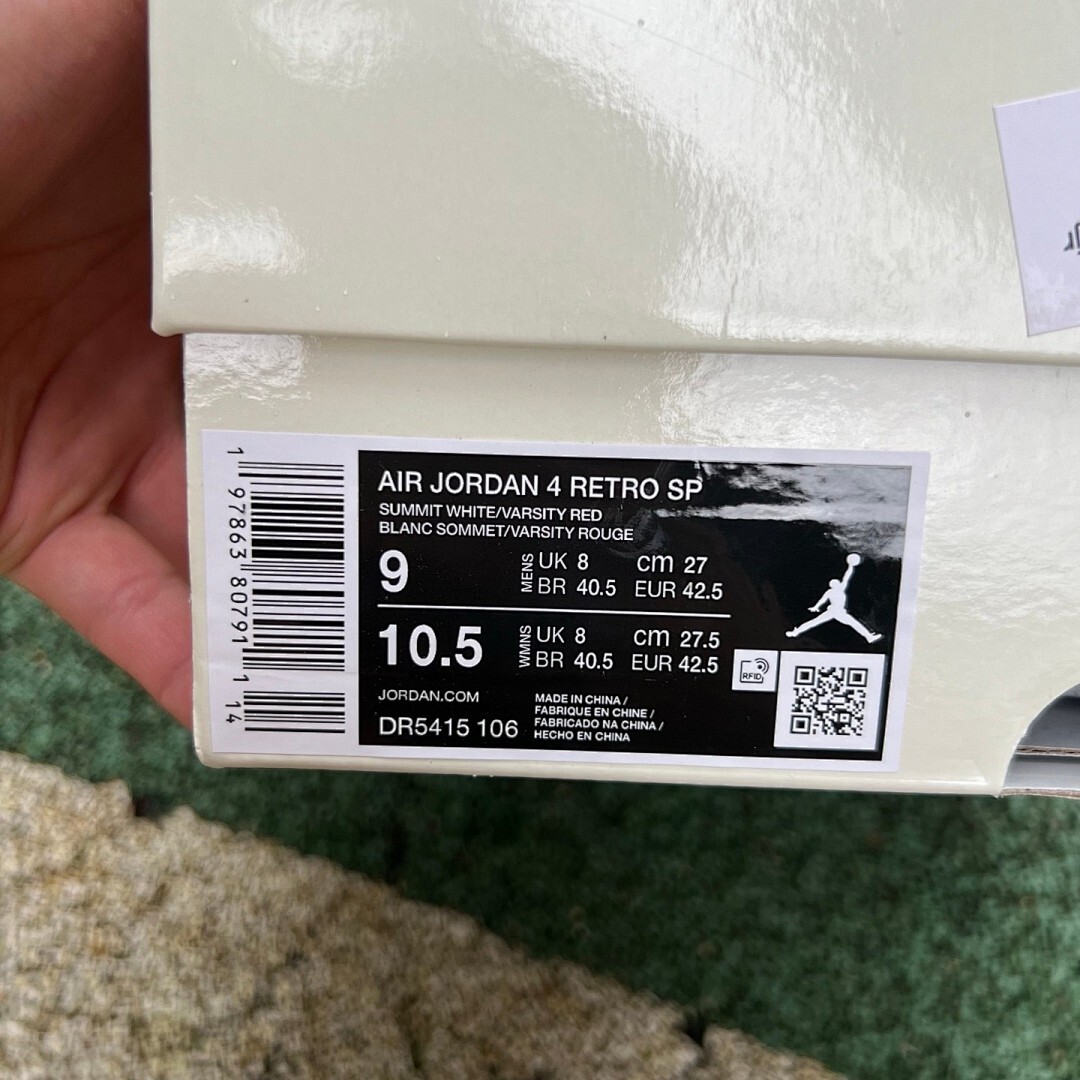 AIR JORDAN 4 RETRO SP
SUMMIT WHITE/VARSITY RED
BLANC SOMMET/VARSITY ROUGE
9 MENS UK 8 cm 27
BR 40.5 EUR 42.5
10.5 WMNS UK 8 cm 27.5
BR 40.5 EUR 42.5
RFID
JORDAN.COM
DR5415 106
MADE IN CHINA /
FABRIQUE EN CHINE /
FABRICADO NA CHINA /
HECHO EN CHINA
1 97863 80791 1 14